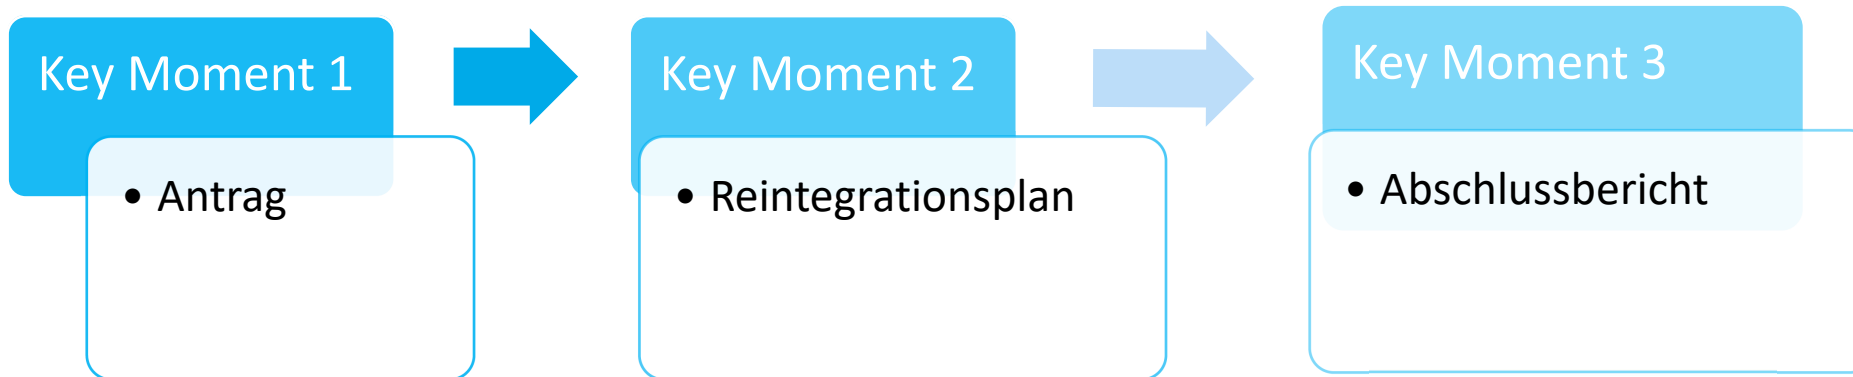 Key Moment 1
• Antrag
Key Moment 2
• Reintegrationsplan
Key Moment 3
• Abschlussbericht